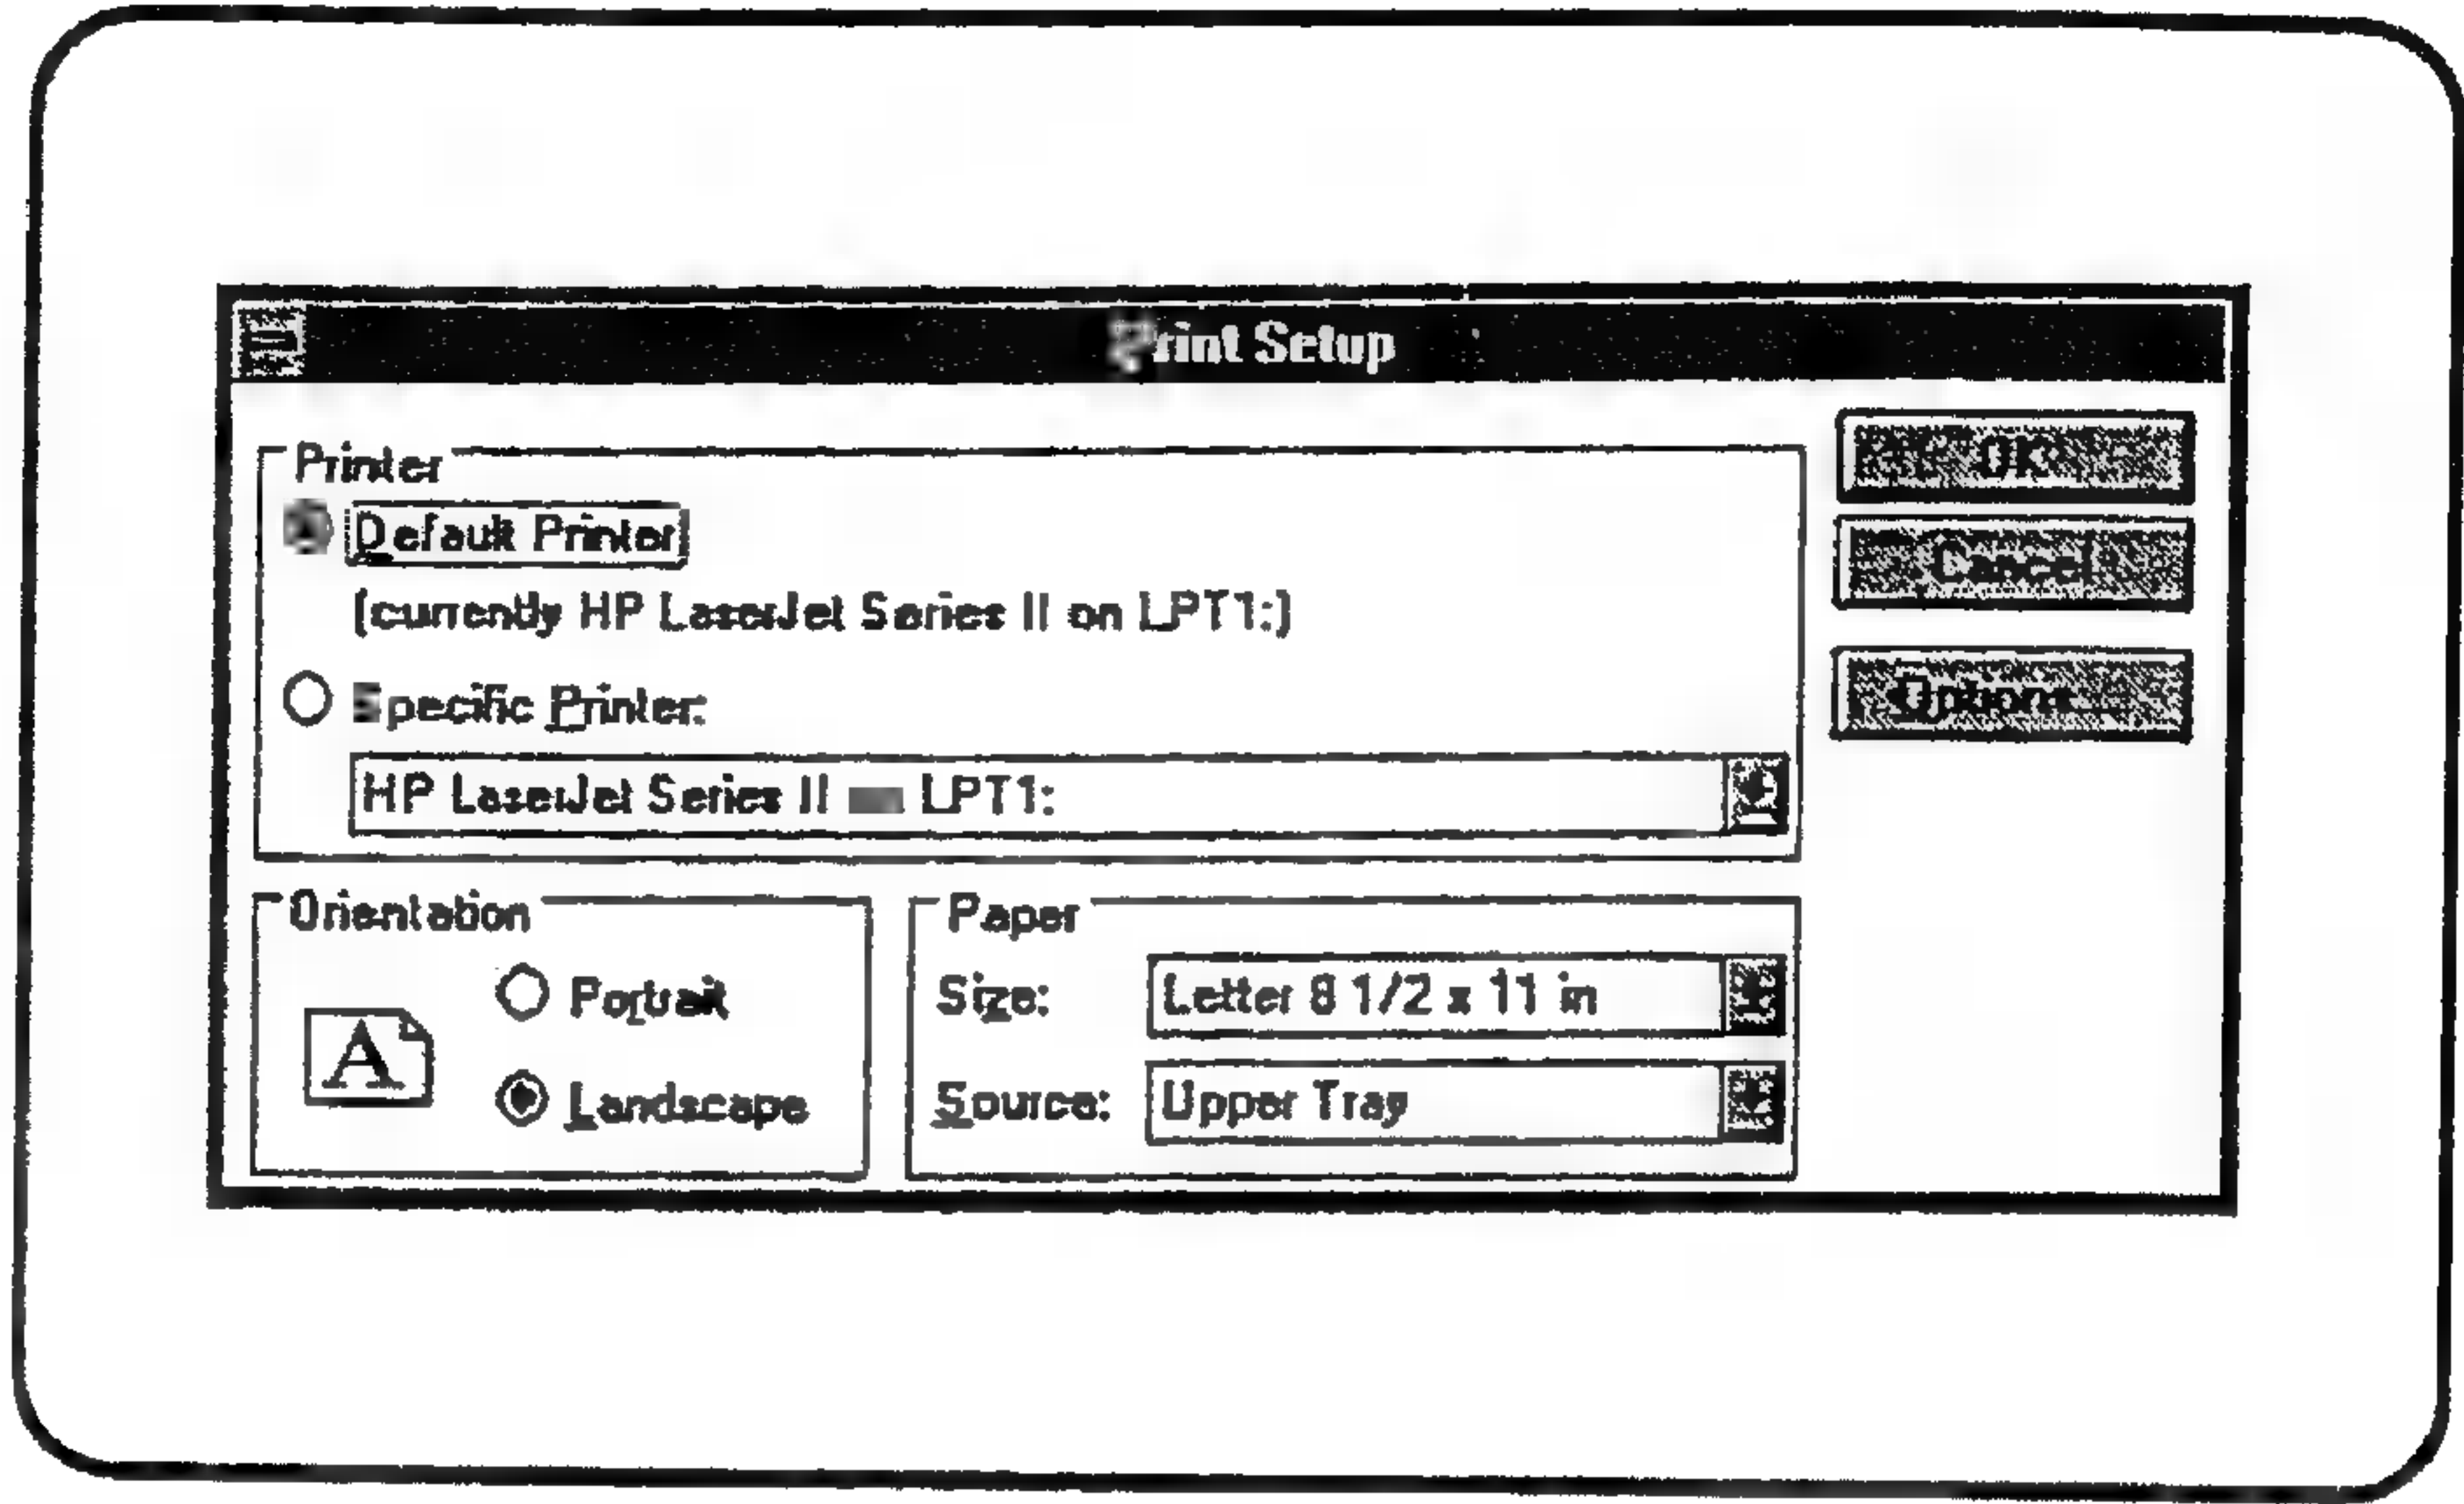 Print Setup
Printer
OK
Default Printer
Cancel
(currently HP LaserJet Series II on LPT1:)
Specific Printer:
Options...
HP LaserJet Series II LPT1:
Orientation
Paper
Portrait
Size:
Letter 8 1/2 x 11 in
A
Landscape
Source:
Upper Tray